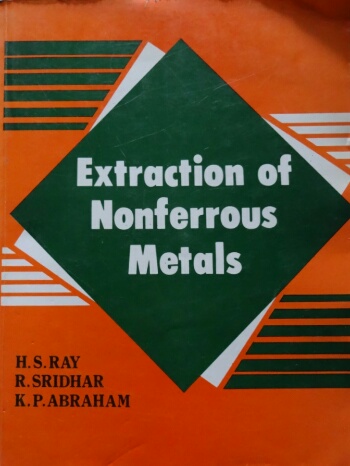 Extraction of
Nonferrous
Metals
H.S.RAY
R.SRIDHAR
K.P.ABRAHAM